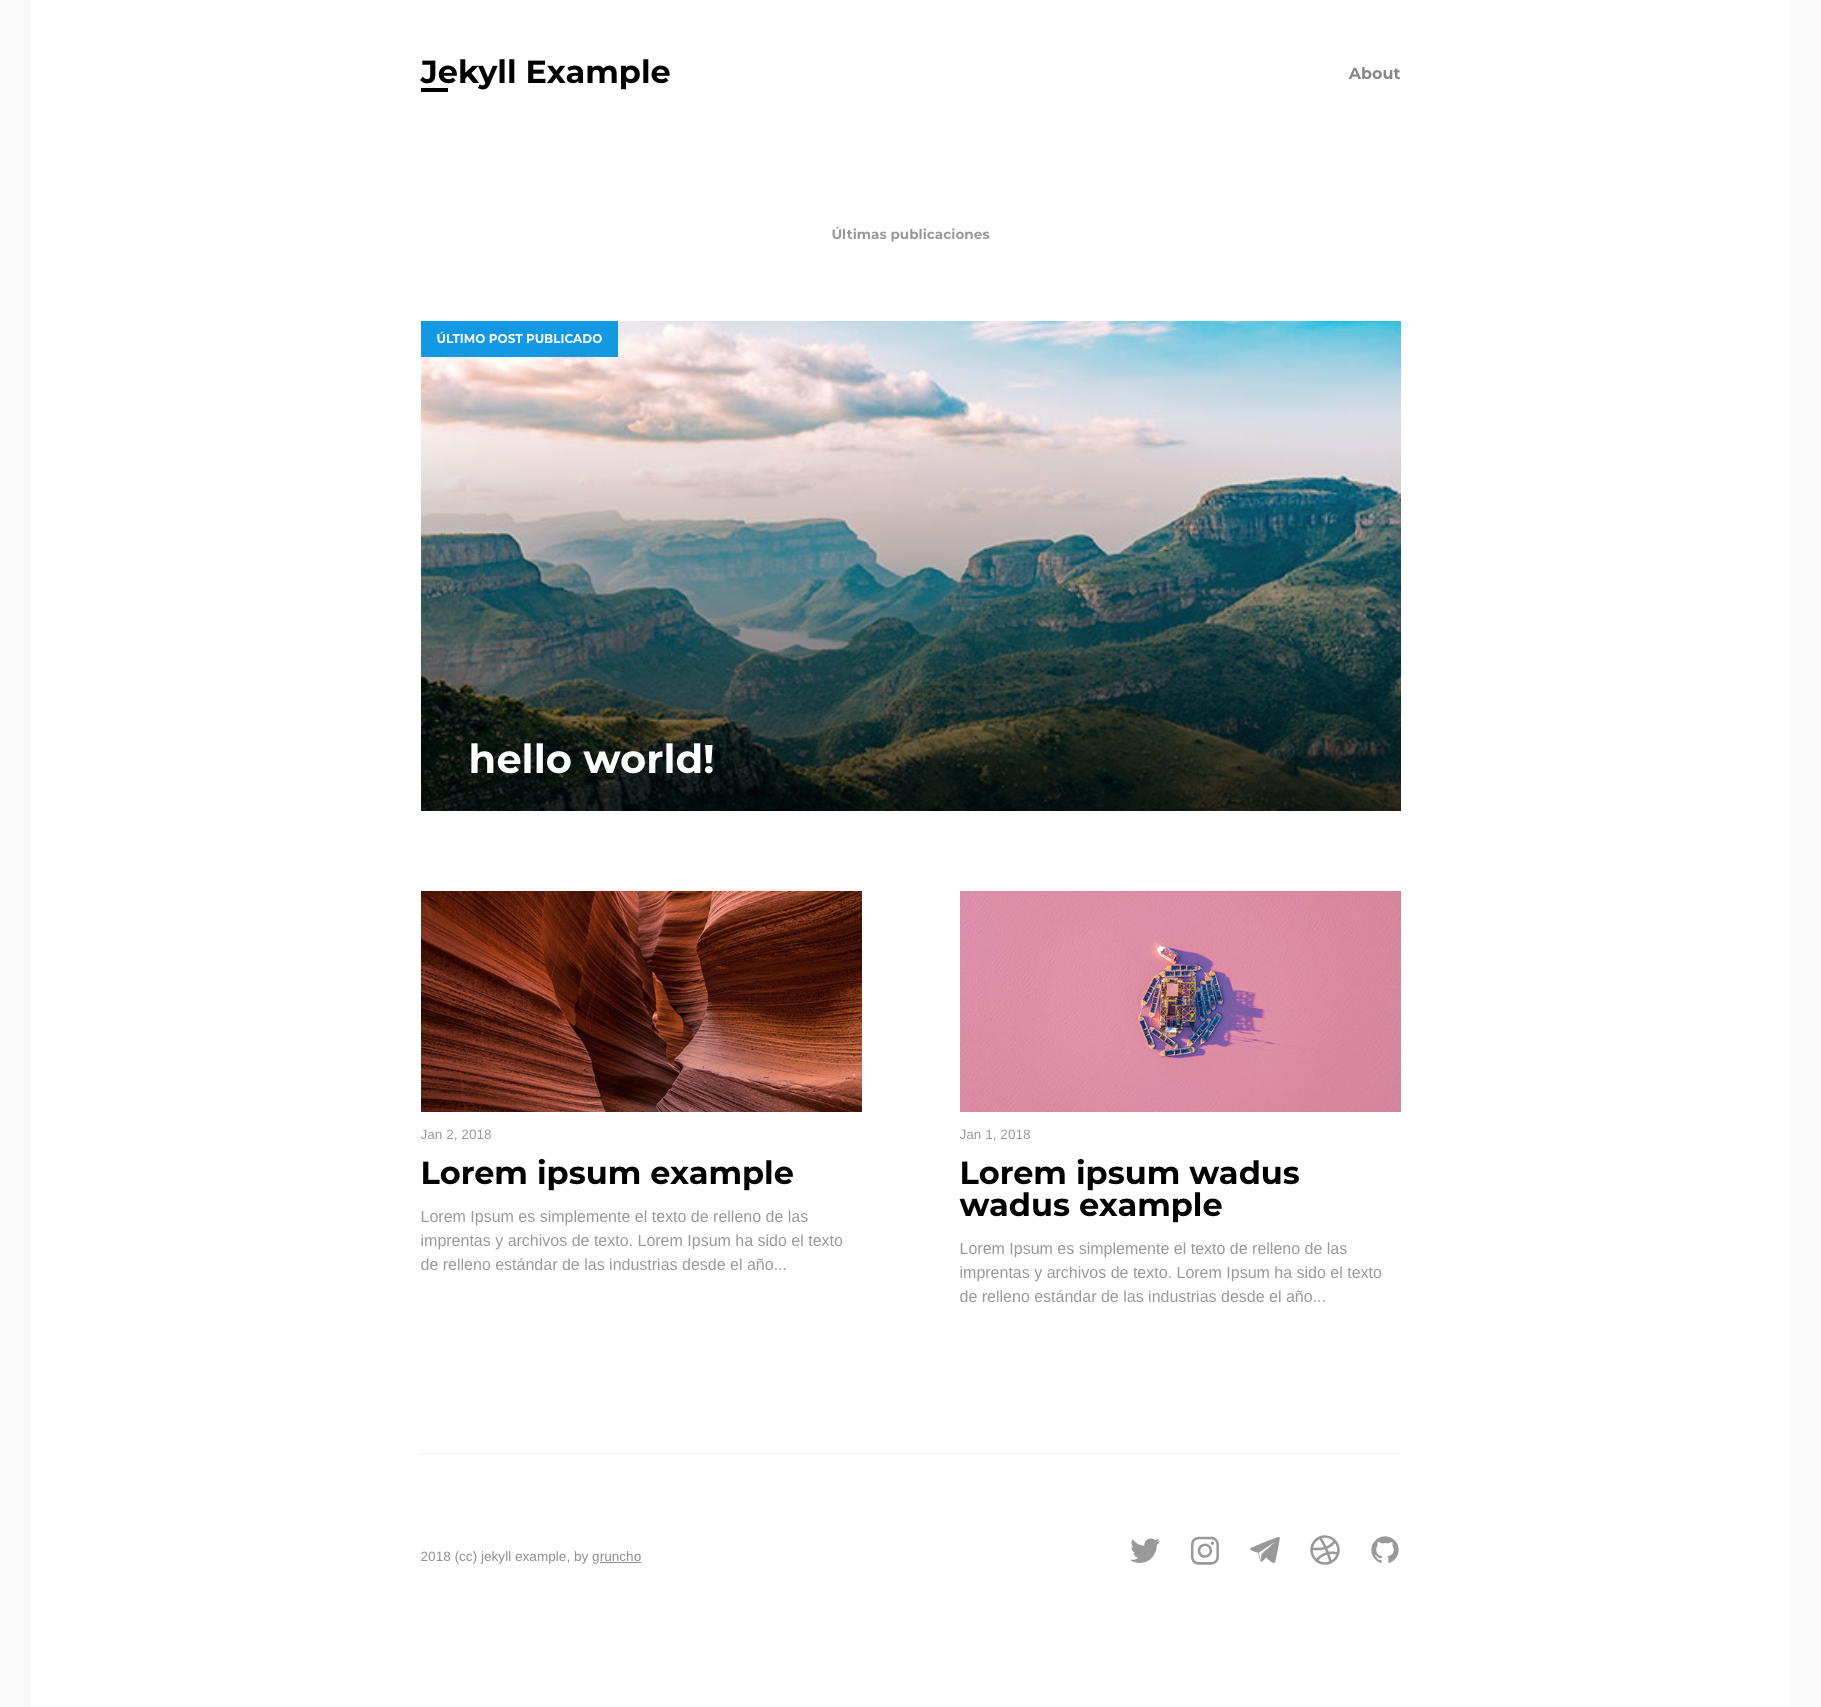 Jekyll Example
About
Últimas publicaciones
ÚLTIMO POST PUBLICADO
hello world!
Jan 2, 2018
Lorem ipsum example
Lorem Ipsum es simplemente el texto de relleno de las
imprentas y archivos de texto. Lorem Ipsum ha sido el texto
de relleno estándar de las industrias desde el año...
Jan 1, 2018
Lorem ipsum wadus
wadus example
Lorem Ipsum es simplemente el texto de relleno de las
imprentas y archivos de texto. Lorem Ipsum ha sido el texto
de relleno estándar de las industrias desde el año...
2018 (cc) jekyll example, by gruncho